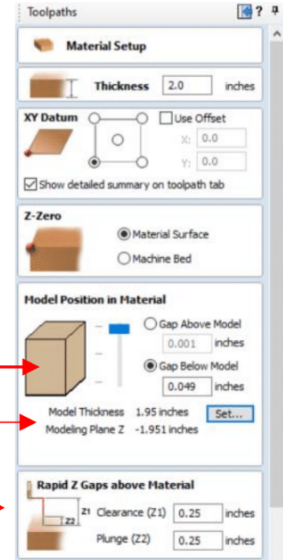 Toolpaths ?
Material Setup
Thickness 2.0 inches
XY Datum Use Offset
X: 0.0
Y: 0.0
Show detailed summary on toolpath tab
Z-Zero
Material Surface
Machine Bed
Model Position in Material
Gap Above Model
0.001 inches
Gap Below Model
0.049 inches
Model Thickness 1.95 inches Set...
Modeling Plane Z -1.951 inches
Rapid Z Gaps above Material
Z1 Clearance (Z1) 0.25 inches
Z2 Plunge (Z2) 0.25 inches